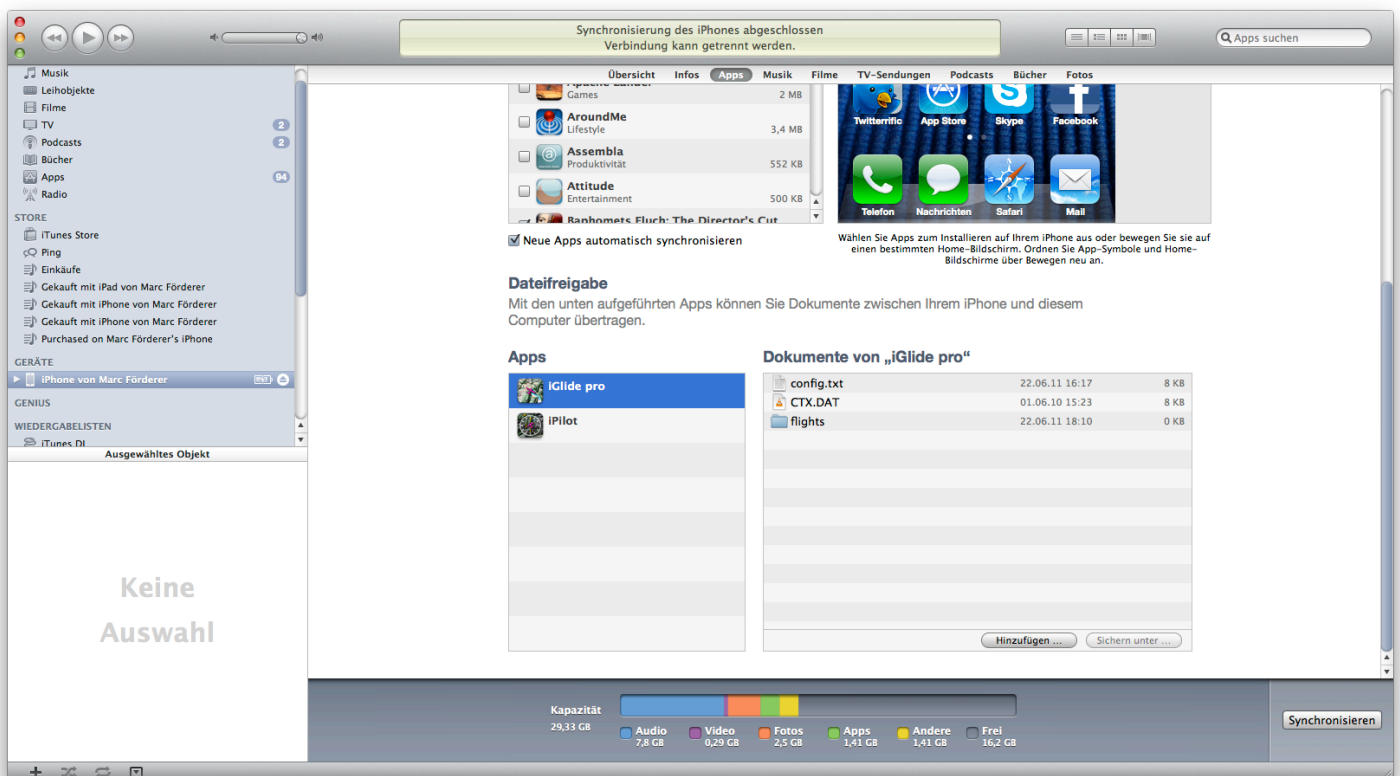 Synchronisierung des iPhones abgeschlossen
Verbindung kann getrennt werden.
Apps suchen
Musik
Leihobjekte
Filme
TV 2
Podcasts 2
Bücher
Apps 94
Radio
STORE
iTunes Store
Ping
Einkäufe
Gekauft mit iPad von Marc Förderer
Gekauft mit iPhone von Marc Förderer
Gekauft mit iPhone von Marc Förderer
Purchased on Marc Förderer's iPhone
GERÄTE
iPhone von Marc Förderer
GENIUS
WIEDERGABELISTEN
iTunes DJ
Ausgewähltes Objekt
Keine
Auswahl
Übersicht Infos Apps Musik Filme TV-Sendungen Podcasts Bücher Fotos
Apache Lander
Games 2 MB
AroundMe
Lifestyle 3,4 MB
Assembla
Produktivität 552 KB
Attitude
Entertainment 500 KB
Baphomets Fluch: The Director's Cut
Neue Apps automatisch synchronisieren
Twitterrific App Store Skype Facebook
Telefon Nachrichten Safari Mail
Wählen Sie Apps zum Installieren auf Ihrem iPhone aus oder bewegen Sie sie auf
einen bestimmten Home-Bildschirm. Ordnen Sie App-Symbole und Home-
Bildschirme über Bewegen neu an.
Dateifreigabe
Mit den unten aufgeführten Apps können Sie Dokumente zwischen Ihrem iPhone und diesem
Computer übertragen.
Apps
iGlide pro
iPilot
Dokumente von „iGlide pro“
config.txt 22.06.11 16:17 8 KB
CTX.DAT 01.06.10 15:23 8 KB
flights 22.06.11 18:10 0 KB
Hinzufügen ... Sichern unter ...
Kapazität
29,33 GB
Audio Video Fotos Apps Andere Frei
7,8 GB 0,29 GB 2,5 GB 1,41 GB 1,41 GB 16,2 GB
Synchronisieren